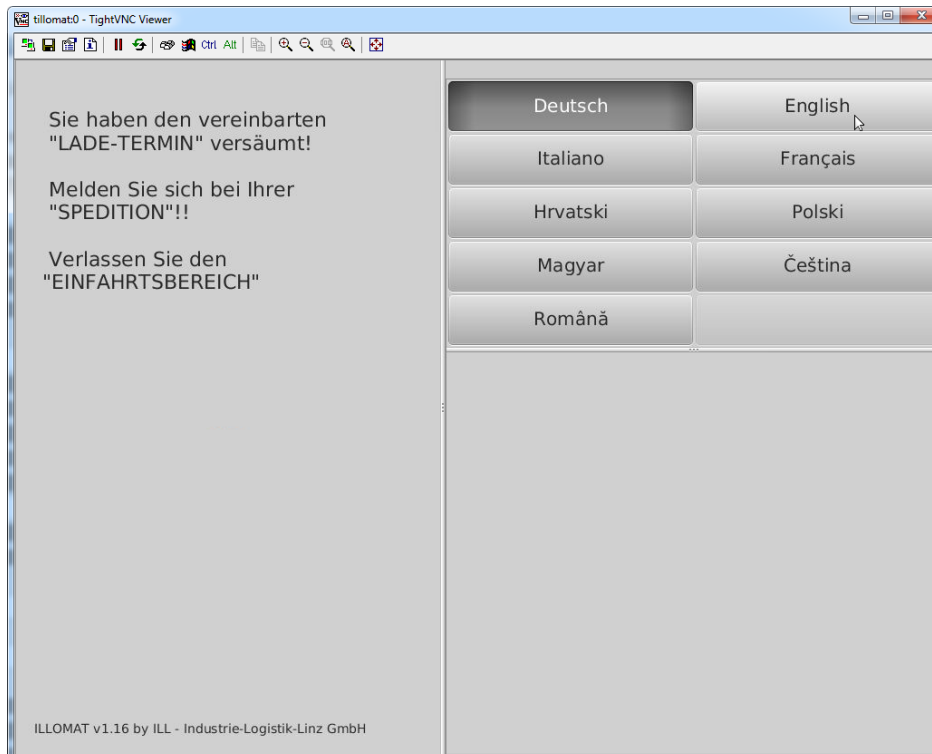 tillomat:0 - TightVNC Viewer
Ctrl Alt
Sie haben den vereinbarten
"LADE-TERMIN" versäumt!
Melden Sie sich bei Ihrer
"SPEDITION"!!
Verlassen Sie den
"EINFAHRTSBEREICH"
Deutsch
English
Italiano
Français
Hrvatski
Polski
Magyar
Čeština
Română
ILLOMAT v1.16 by ILL - Industrie-Logistik-Linz GmbH